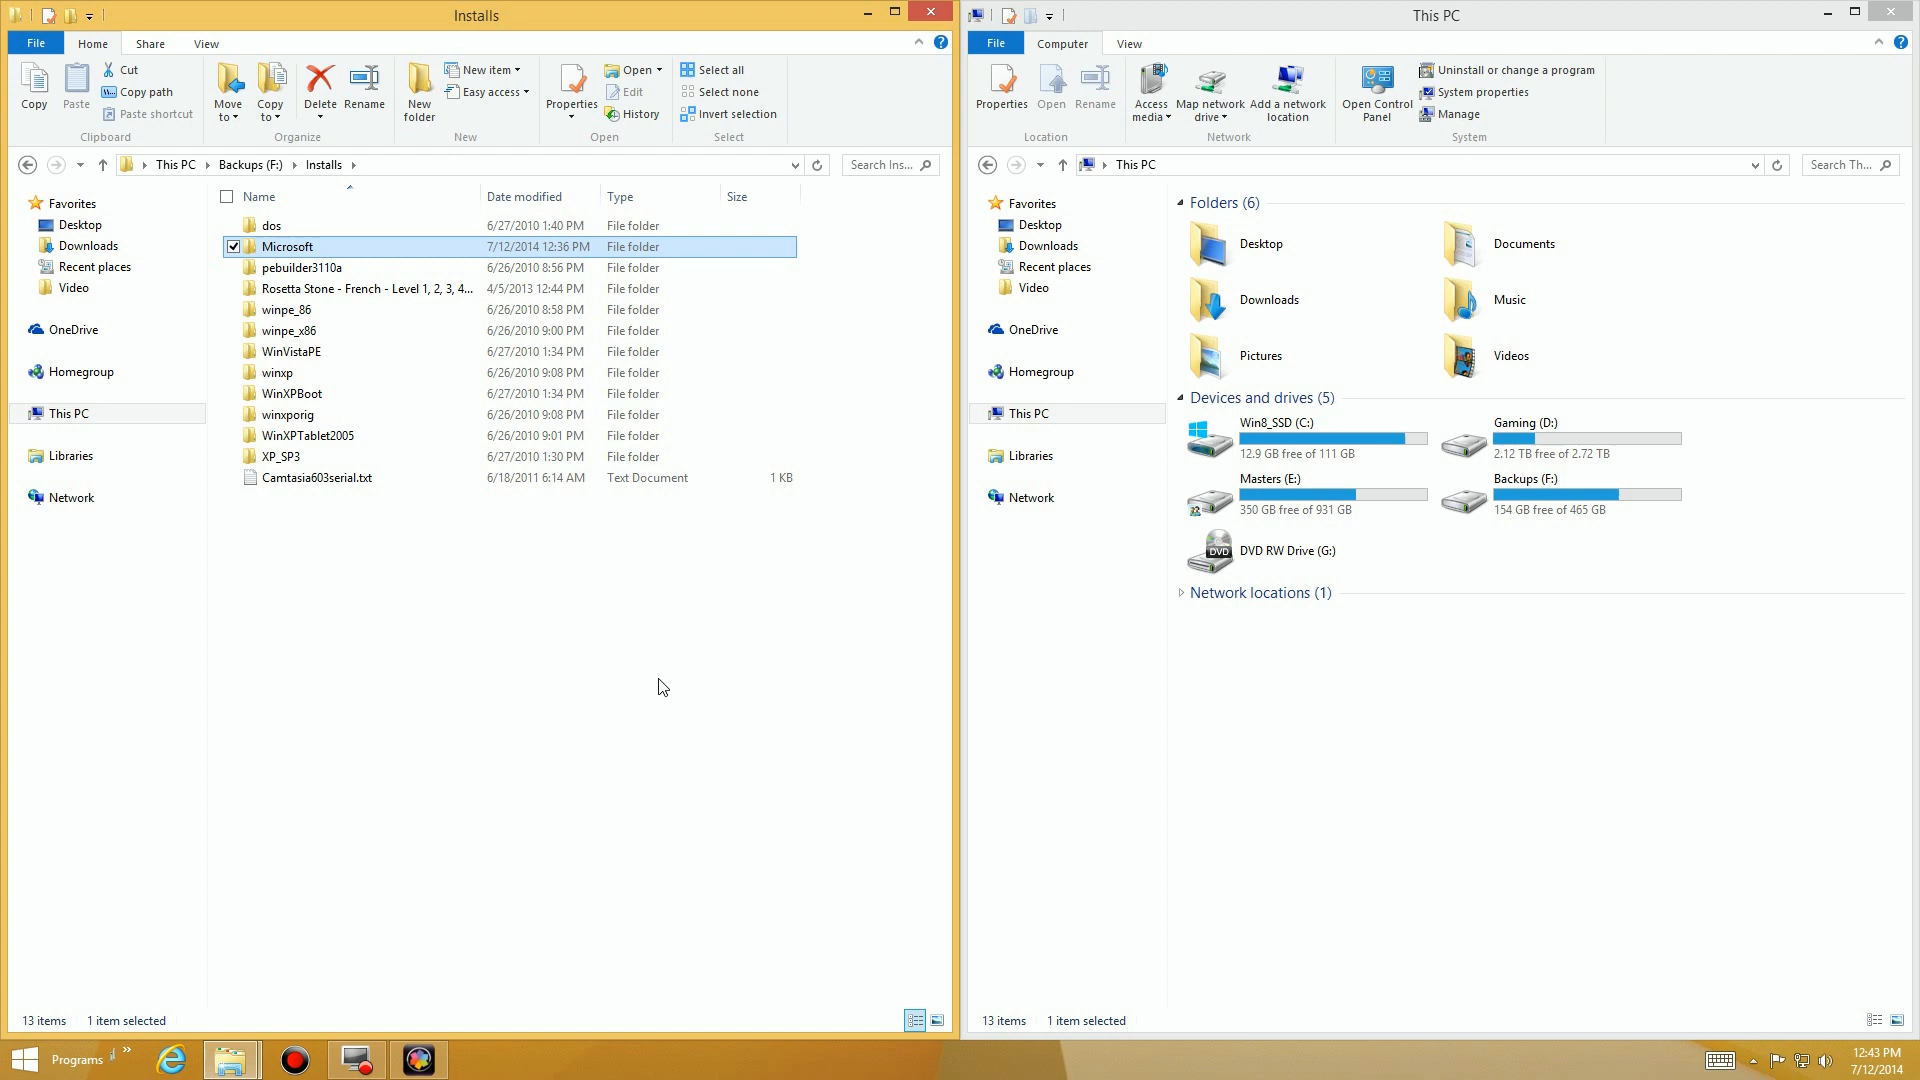 Installs
File Home Share View
Copy
Paste
Cut
Copy path
Paste shortcut
Clipboard
Move to
Copy to
Delete
Rename
Organize
New folder
New item
Easy access
New
Properties
Open
Edit
History
Open
Select all
Select none
Invert selection
Select
This PC Backups (F:) Installs
Search Ins...
Favorites
Desktop
Downloads
Recent places
Video
OneDrive
Homegroup
This PC
Libraries
Network
Name Date modified Type Size
dos 6/27/2010 1:40 PM File folder
Microsoft 7/12/2014 12:36 PM File folder
pebuilder3110a 6/26/2010 8:56 PM File folder
Rosetta Stone - French - Level 1, 2, 3, 4... 4/5/2013 12:44 PM File folder
winpe_86 6/26/2010 8:58 PM File folder
winpe_x86 6/26/2010 9:00 PM File folder
WinVistaPE 6/27/2010 1:34 PM File folder
winxp 6/26/2010 9:08 PM File folder
WinXPBoot 6/27/2010 1:34 PM File folder
winxporig 6/26/2010 9:08 PM File folder
WinXPTablet2005 6/26/2010 9:01 PM File folder
XP_SP3 6/27/2010 1:30 PM File folder
Camtasia603serial.txt 6/18/2011 6:14 AM Text Document 1 KB
13 items 1 item selected
This PC
File Computer View
Properties
Open
Rename
Location
Access media
Map network drive
Add a network location
Network
Open Control Panel
Uninstall or change a program
System properties
Manage
System
This PC
Search Th...
Favorites
Desktop
Downloads
Recent places
Video
OneDrive
Homegroup
This PC
Libraries
Network
Folders (6)
Desktop Documents
Downloads Music
Pictures Videos
Devices and drives (5)
Win8_SSD (C:)
12.9 GB free of 111 GB
Gaming (D:)
2.12 TB free of 2.72 TB
Masters (E:)
350 GB free of 931 GB
Backups (F:)
154 GB free of 465 GB
DVD
DVD RW Drive (G:)
Network locations (1)
13 items 1 item selected
Programs
12:43 PM
7/12/2014